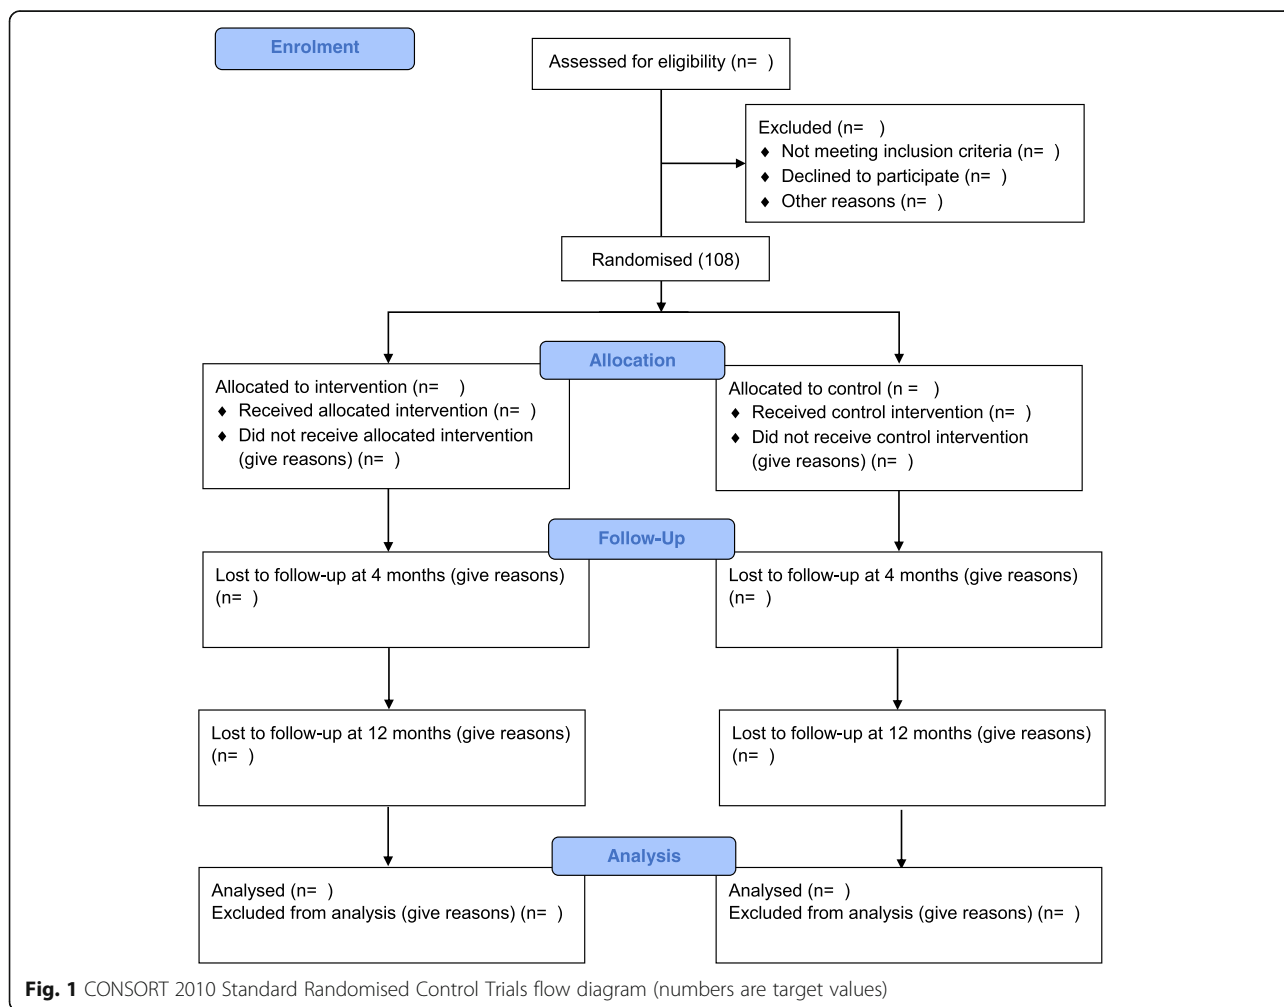 Enrolment
Assessed for eligibility (n=  )
Excluded (n=  )
♦ Not meeting inclusion criteria (n=  )
♦ Declined to participate (n=  )
♦ Other reasons (n=  )
Randomised (108)
Allocation
Allocated to intervention (n=  )
♦ Received allocated intervention (n=  )
♦ Did not receive allocated intervention
(give reasons) (n=  )
Allocated to control (n =  )
♦ Received control intervention (n=  )
♦ Did not receive control intervention
(give reasons) (n=  )
Follow-Up
Lost to follow-up at 4 months (give reasons)
(n=  )
Lost to follow-up at 4 months (give reasons)
(n=  )
Lost to follow-up at 12 months (give reasons)
(n=  )
Lost to follow-up at 12 months (give reasons)
(n=  )
Analysis
Analysed (n=  )
Excluded from analysis (give reasons) (n=  )
Analysed (n=  )
Excluded from analysis (give reasons) (n=  )
Fig. 1 CONSORT 2010 Standard Randomised Control Trials flow diagram (numbers are target values)